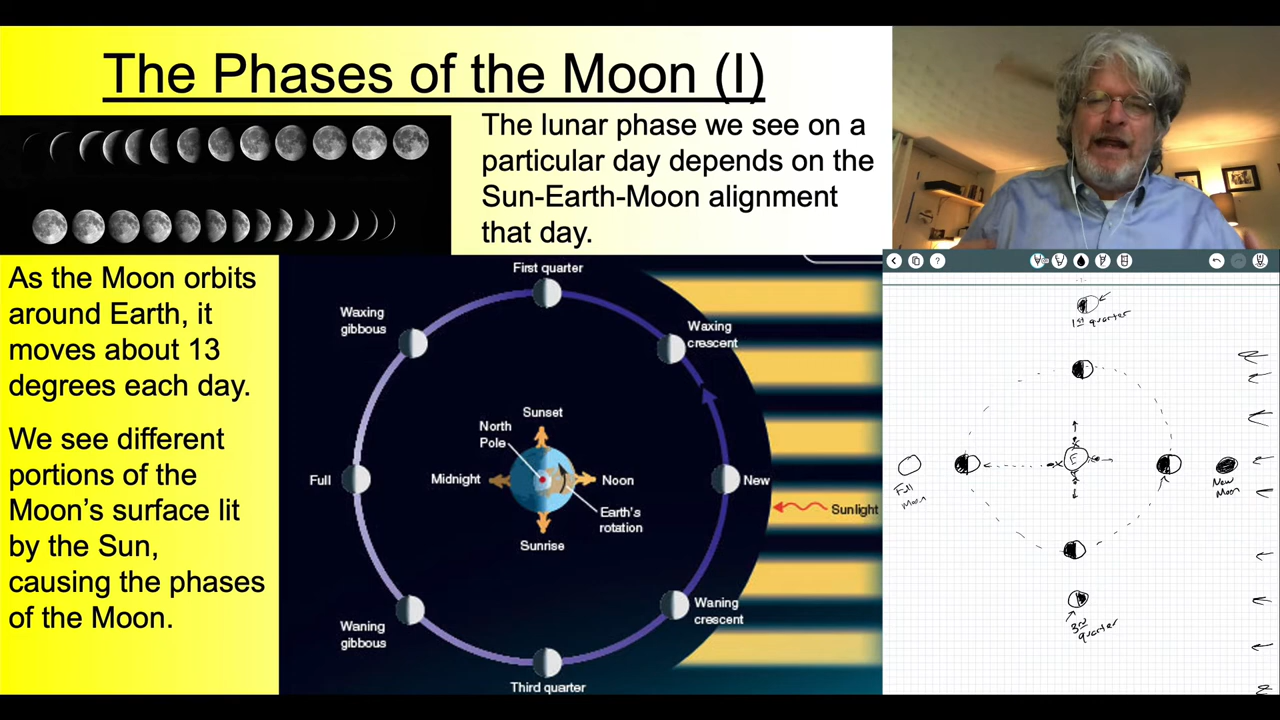 The Phases of the Moon (I)
The lunar phase we see on a
particular day depends on the
Sun-Earth-Moon alignment
that day.
As the Moon orbits
around Earth, it
moves about 13
degrees each day.
We see different
portions of the
Moon’s surface lit
by the Sun,
causing the phases
of the Moon.
First quarter
Waxing
gibbous
Waxing
crescent
Sunset
North
Pole
Full
Midnight
Noon
New
Earth's
rotation
Sunlight
Sunrise
Waning
gibbous
Waning
crescent
Third quarter
?
1st quarter
E
Full
Moon
New
Moon
3rd quarter